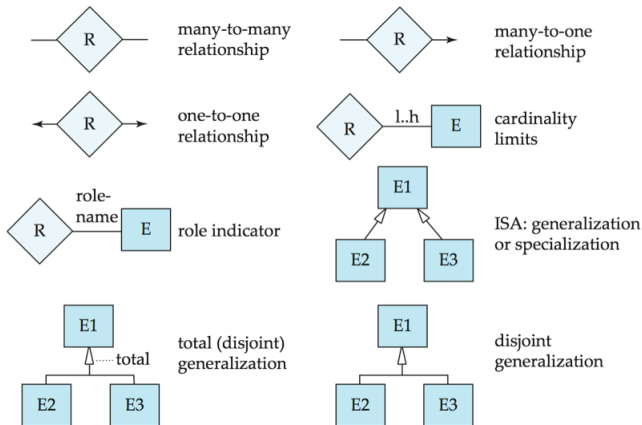 R
many-to-many
relationship
R
many-to-one
relationship
R
one-to-one
relationship
R
l..h
E
cardinality
limits
R
role-
name
E
role indicator
E1
E2
E3
ISA: generalization
or specialization
E1
total
E2
E3
total (disjoint)
generalization
E1
E2
E3
disjoint
generalization